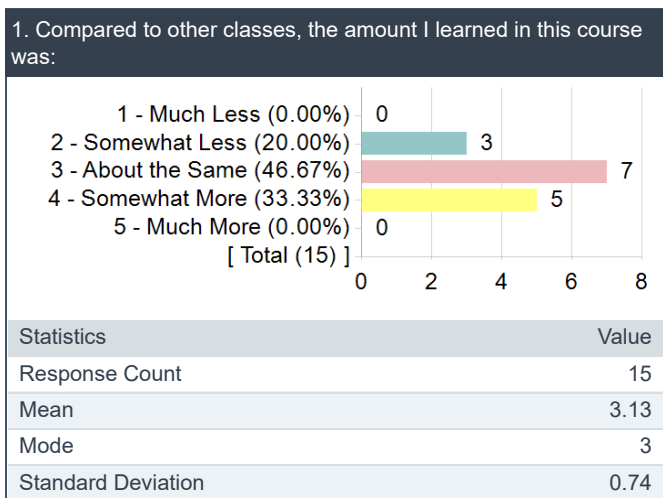 1. Compared to other classes, the amount I learned in this course
was:
1 - Much Less (0.00%) 0
2 - Somewhat Less (20.00%) 3
3 - About the Same (46.67%) 7
4 - Somewhat More (33.33%) 5
5 - Much More (0.00%) 0
[ Total (15) ]
0 2 4 6 8
Statistics Value
Response Count 15
Mean 3.13
Mode 3
Standard Deviation 0.74